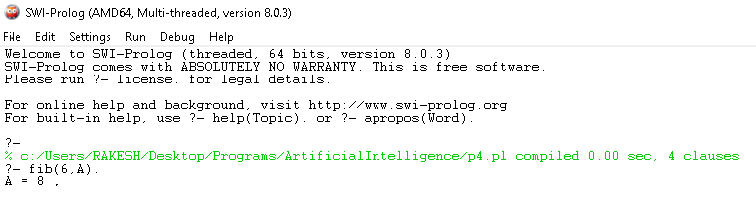 SWI-Prolog (AMD64, Multi-threaded, version 8.0.3)
File Edit Settings Run Debug Help
Welcome to SWI-Prolog (threaded, 64 bits, version 8.0.3)
SWI-Prolog comes with ABSOLUTELY NO WARRANTY. This is free software.
Please run ?- license. for legal details.
For online help and background, visit http://www.swi-prolog.org
For built-in help, use ?- help(Topic). or ?- apropos(Word).
?-
% c:/Users/RAKESH/Desktop/Programs/ArtificialIntelligence/p4.pl compiled 0.00 sec, 4 clauses
?- fib(6,A).
A = 8 .